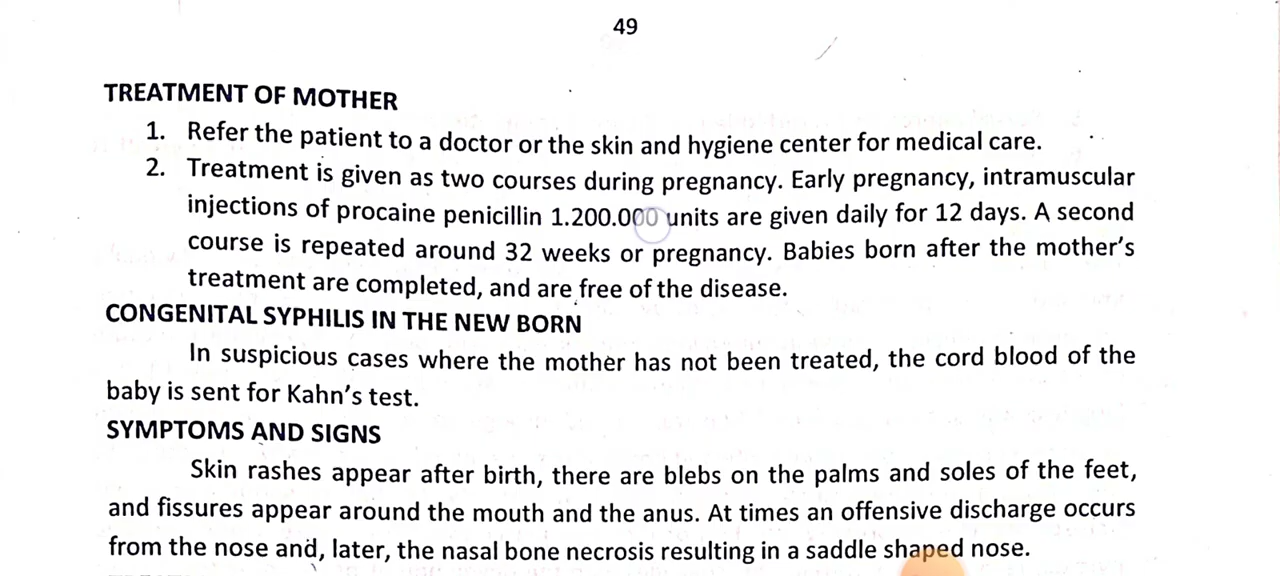 49
TREATMENT OF MOTHER
1. Refer the patient to a doctor or the skin and hygiene center for medical care.
2. Treatment is given as two courses during pregnancy. Early pregnancy, intramuscular
injections of procaine penicillin 1.200.000 units are given daily for 12 days. A second
course is repeated around 32 weeks or pregnancy. Babies born after the mother's
treatment are completed, and are free of the disease.
CONGENITAL SYPHILIS IN THE NEW BORN
In suspicious cases where the mother has not been treated, the cord blood of the
baby is sent for Kahn's test.
SYMPTOMS AND SIGNS
Skin rashes appear after birth, there are blebs on the palms and soles of the feet,
and fissures appear around the mouth and the anus. At times an offensive discharge occurs
from the nose and, later, the nasal bone necrosis resulting in a saddle shaped nose.